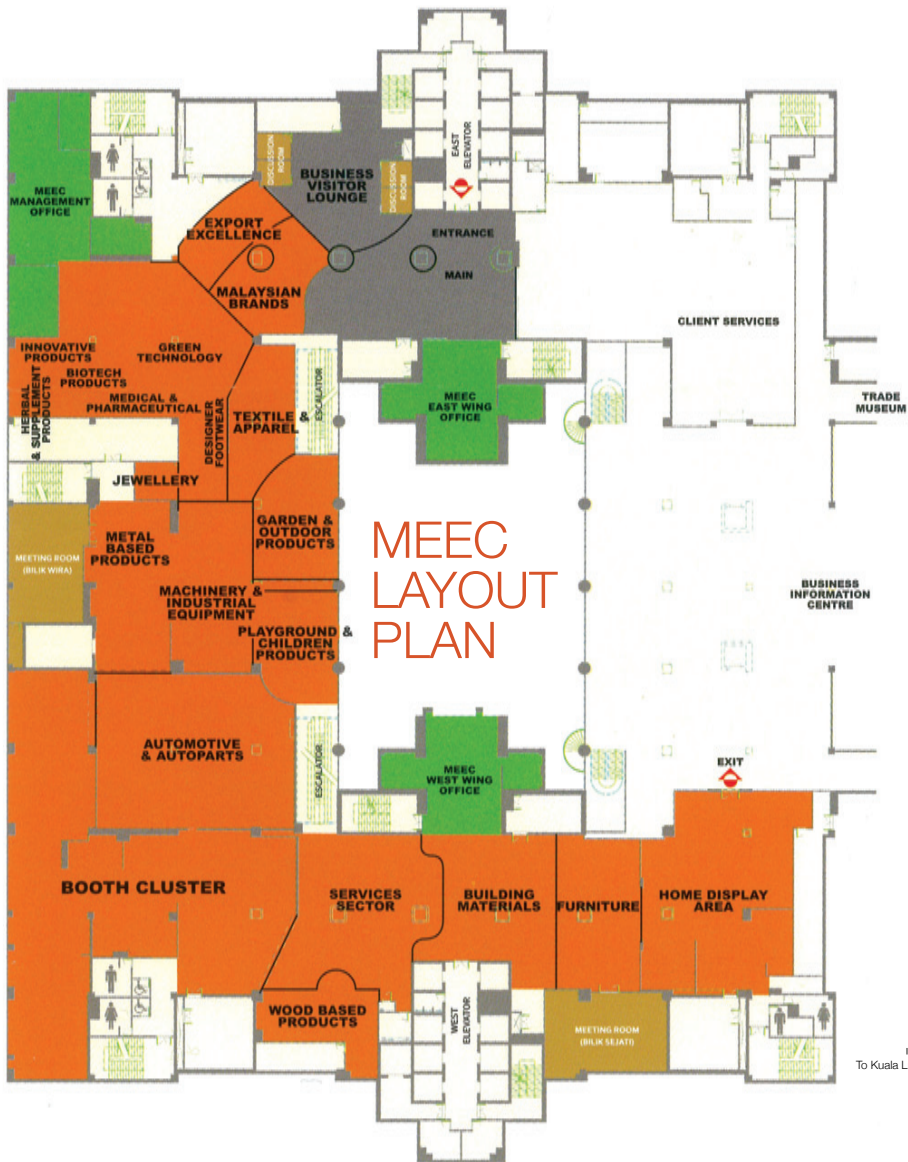 EAST
ELEVATOR
DISCUSSION
ROOM
BUSINESS
VISITOR
LOUNGE
DISCUSSION
ROOM
MEEC
MANAGEMENT
OFFICE
EXPORT
EXCELLENCE
ENTRANCE
MAIN
MALAYSIAN
BRANDS
CLIENT SERVICES
INNOVATIVE
PRODUCTS
GREEN
TECHNOLOGY
BIOTECH
PRODUCTS
MEDICAL &
PHARMACEUTICAL
HERBAL
& SUPPLEMENT
PRODUCTS
DESIGNER
FOOTWEAR
TEXTILE &
APPAREL
ESCALATOR
MEEC
EAST WING
OFFICE
TRADE
MUSEUM
JEWELLERY
METAL
BASED
PRODUCTS
GARDEN &
OUTDOOR
PRODUCTS
MEEC
LAYOUT
PLAN
MEETING ROOM
(BILIK WIRA)
MACHINERY &
INDUSTRIAL
EQUIPMENT
BUSINESS
INFORMATION
CENTRE
PLAYGROUND &
CHILDREN
PRODUCTS
AUTOMOTIVE
& AUTOPARTS
ESCALATOR
MEEC
WEST WING
OFFICE
EXIT
BOOTH CLUSTER
SERVICES
SECTOR
BUILDING
MATERIALS
FURNITURE
HOME DISPLAY
AREA
WOOD BASED
PRODUCTS
WEST
ELEVATOR
MEETING ROOM
(BILIK SEJATI)
To Kuala L